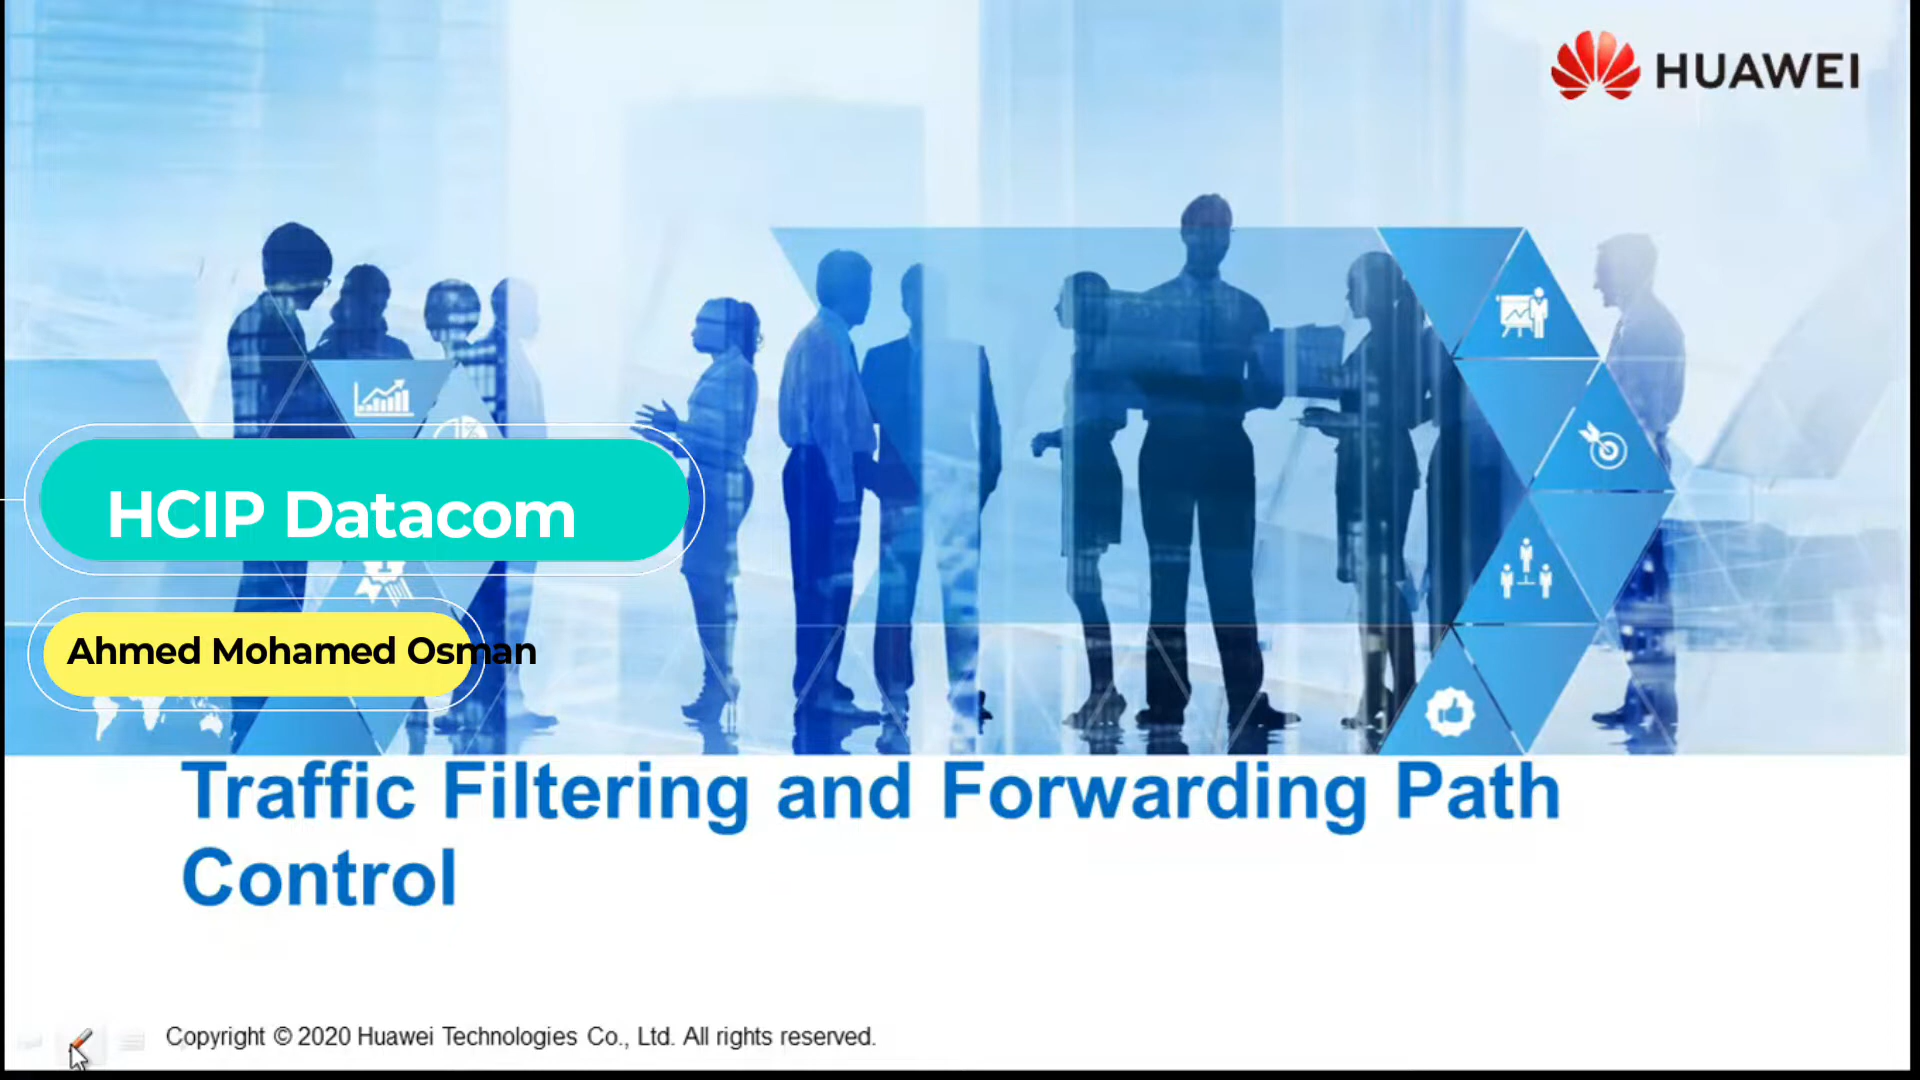 HUAWEI
HCIP Datacom
Ahmed Mohamed Osman
Traffic Filtering and Forwarding Path
Control
Copyright © 2020 Huawei Technologies Co., Ltd. All rights reserved.